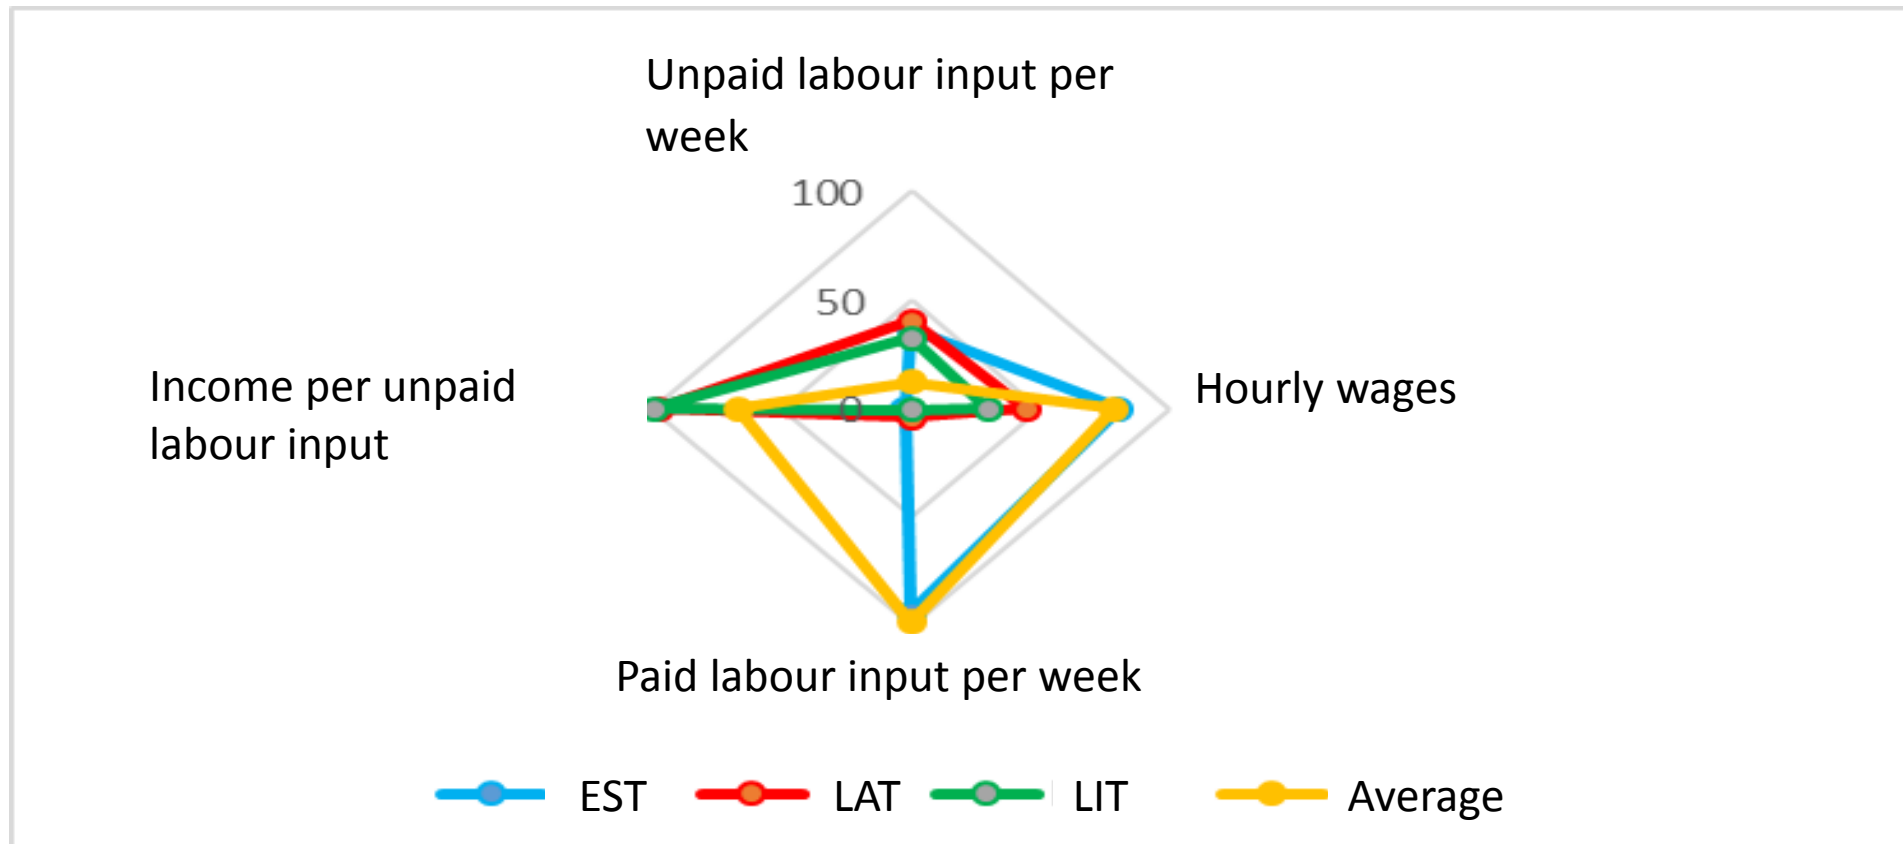 Unpaid labour input per
week
100
50
Income per unpaid
labour input
0
Hourly wages
Paid labour input per week
EST
LAT
LIT
Average